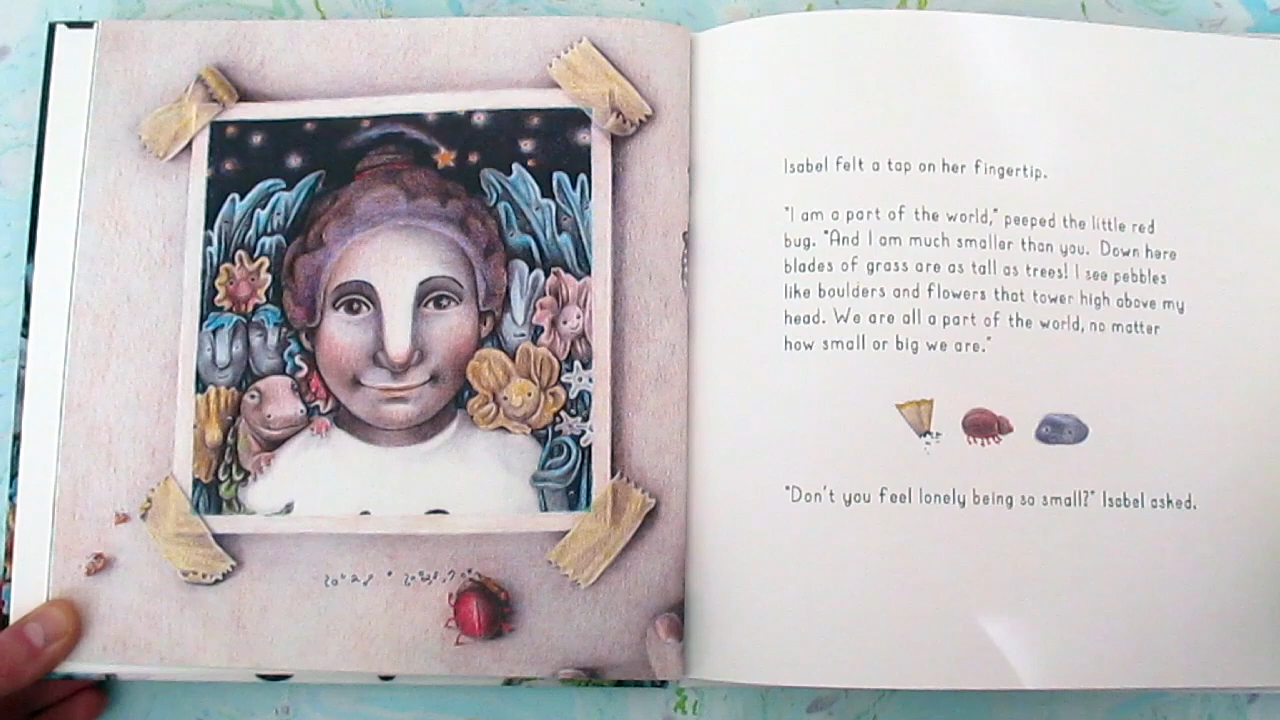 Isabel felt a tap on her fingertip.
"I am a part of the world," peeped the little red
bug. "And I am much smaller than you. Down here
blades of grass are as tall as trees! I see pebbles
like boulders and flowers that tower high above my
head. We are all a part of the world, no matter
how small or big we are."
"Don't you feel lonely being so small?" Isabel asked.